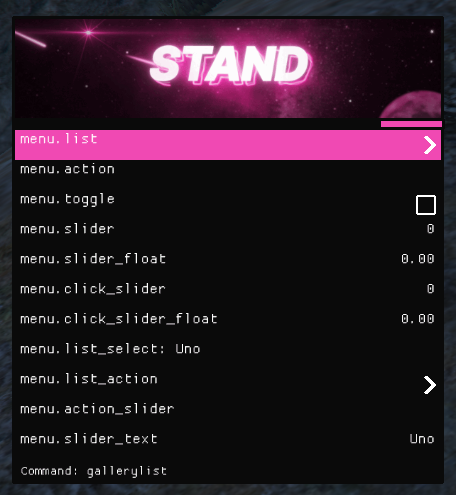 STAND
menu.list
menu.action
menu.toggle
menu.slider 0
menu.slider_float 0.00
menu.click_slider 0
menu.click_slider_float 0.00
menu.list_select: Uno
menu.list_action
menu.action_slider
menu.slider_text Uno
Command: gallerylist